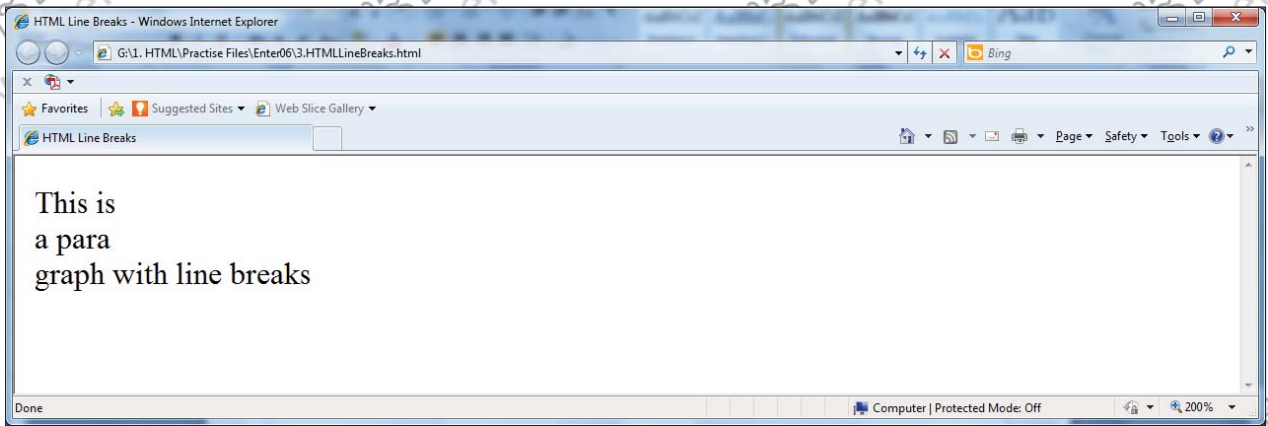 HTML Line Breaks - Windows Internet Explorer
G:\1. HTML\Practise Files\Enter06\3.HTMLLineBreaks.html
Bing
x
Favorites Suggested Sites Web Slice Gallery
HTML Line Breaks
Page Safety Tools
This is
a para
graph with line breaks
Done
Computer | Protected Mode: Off
200%